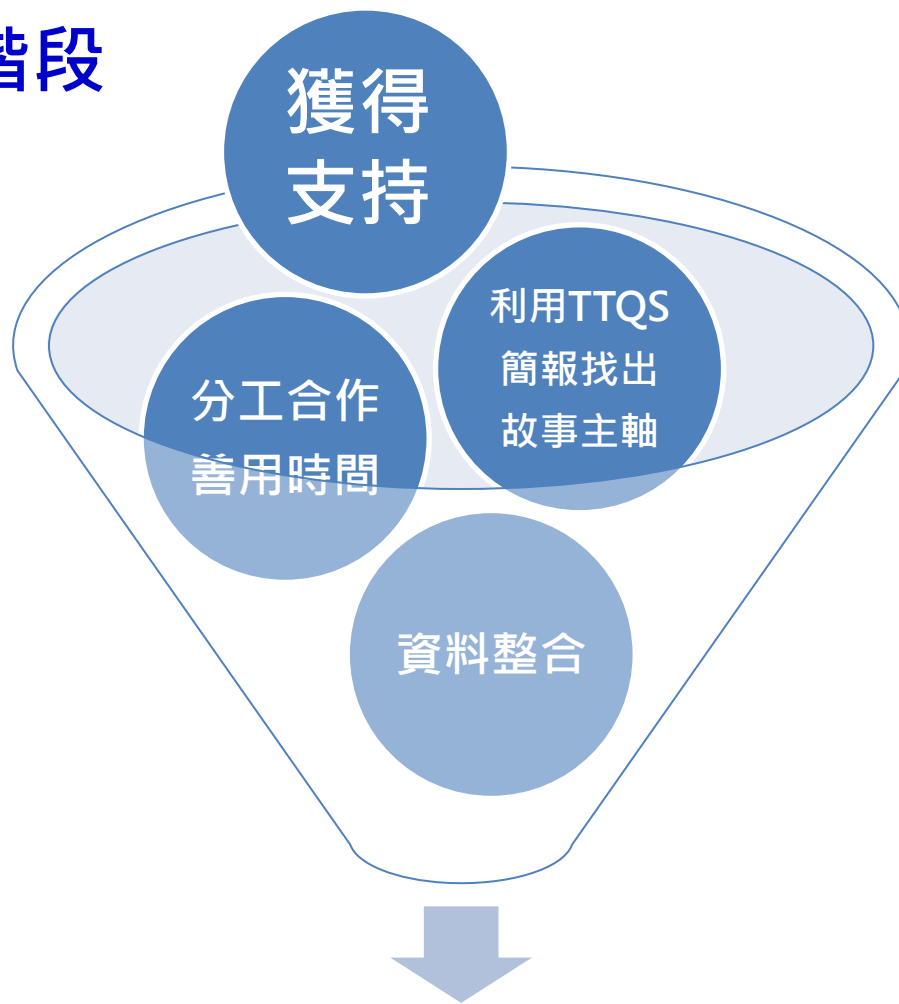 階段
獲得
支持
利用TTQS
簡報找出
故事主軸
分工合作
善用時間
資料整合